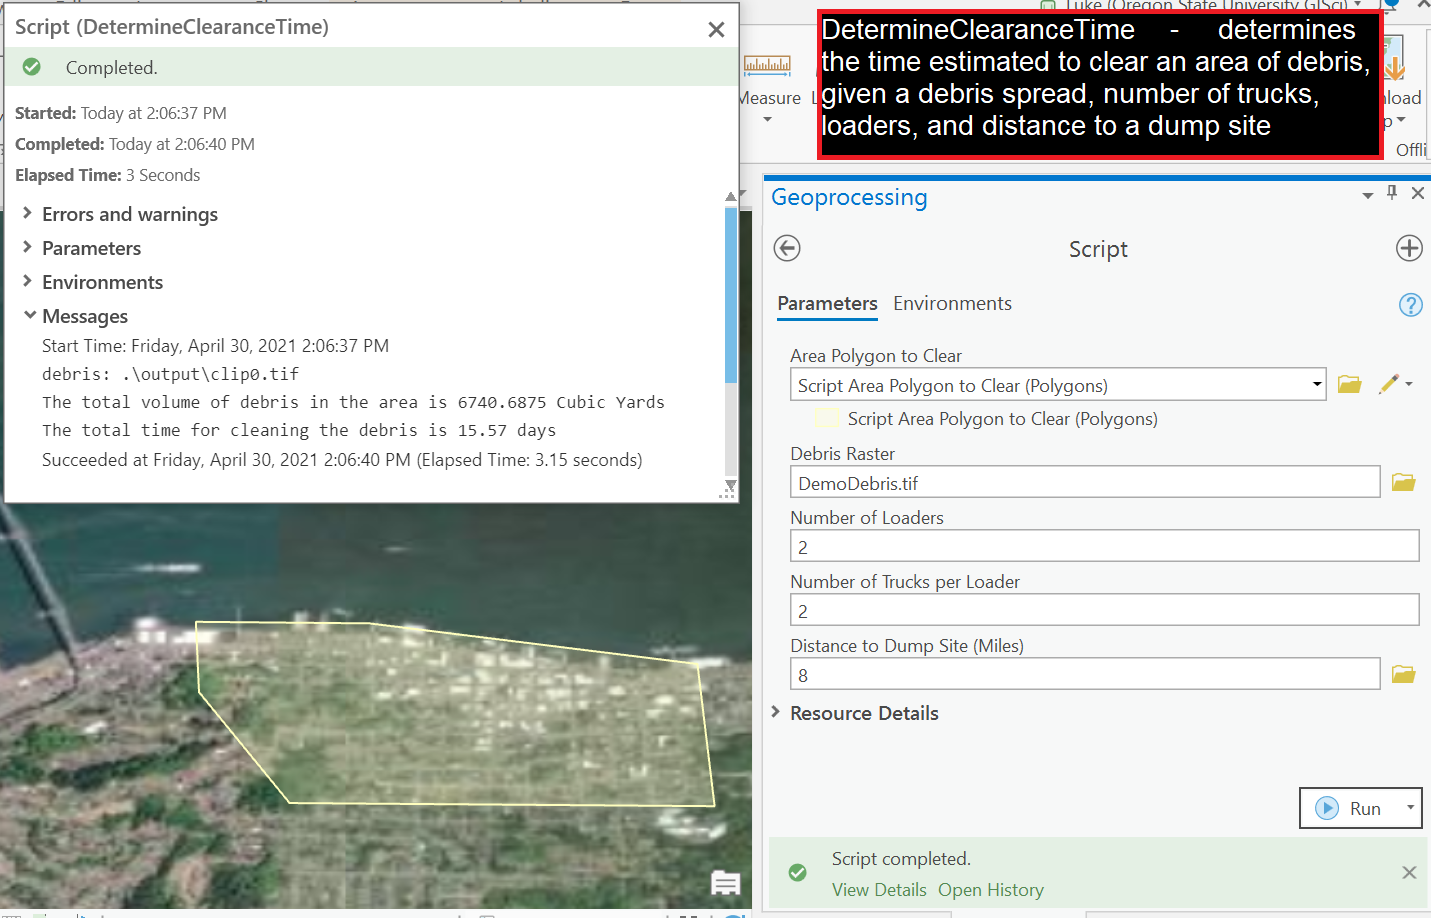 Script (DetermineClearanceTime)
Completed.
Started: Today at 2:06:37 PM
Completed: Today at 2:06:40 PM
Elapsed Time: 3 Seconds
Errors and warnings
Parameters
Environments
Messages
Start Time: Friday, April 30, 2021 2:06:37 PM
debris: .\output\clip0.tif
The total volume of debris in the area is 6740.6875 Cubic Yards
The total time for cleaning the debris is 15.57 days
Succeeded at Friday, April 30, 2021 2:06:40 PM (Elapsed Time: 3.15 seconds)
Luke (Oregon State University GISci)
Measure
DetermineClearanceTime - determines
the time estimated to clear an area of debris,
given a debris spread, number of trucks,
loaders, and distance to a dump site
Geoprocessing
Script
Parameters Environments
Area Polygon to Clear
Script Area Polygon to Clear (Polygons)
Script Area Polygon to Clear (Polygons)
Debris Raster
DemoDebris.tif
Number of Loaders
2
Number of Trucks per Loader
2
Distance to Dump Site (Miles)
8
Resource Details
Run
Script completed.
View Details Open History